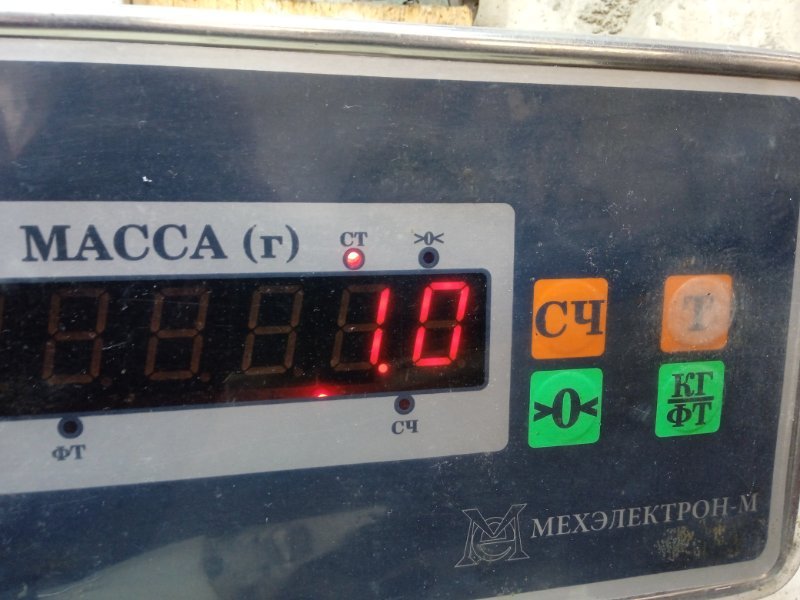 МАССА (г)
СТ
>0<
1.0
ФТ
СЧ
СЧ
Т
>0<
КГ
ФТ
МЕХЭЛЕКТРОН-М